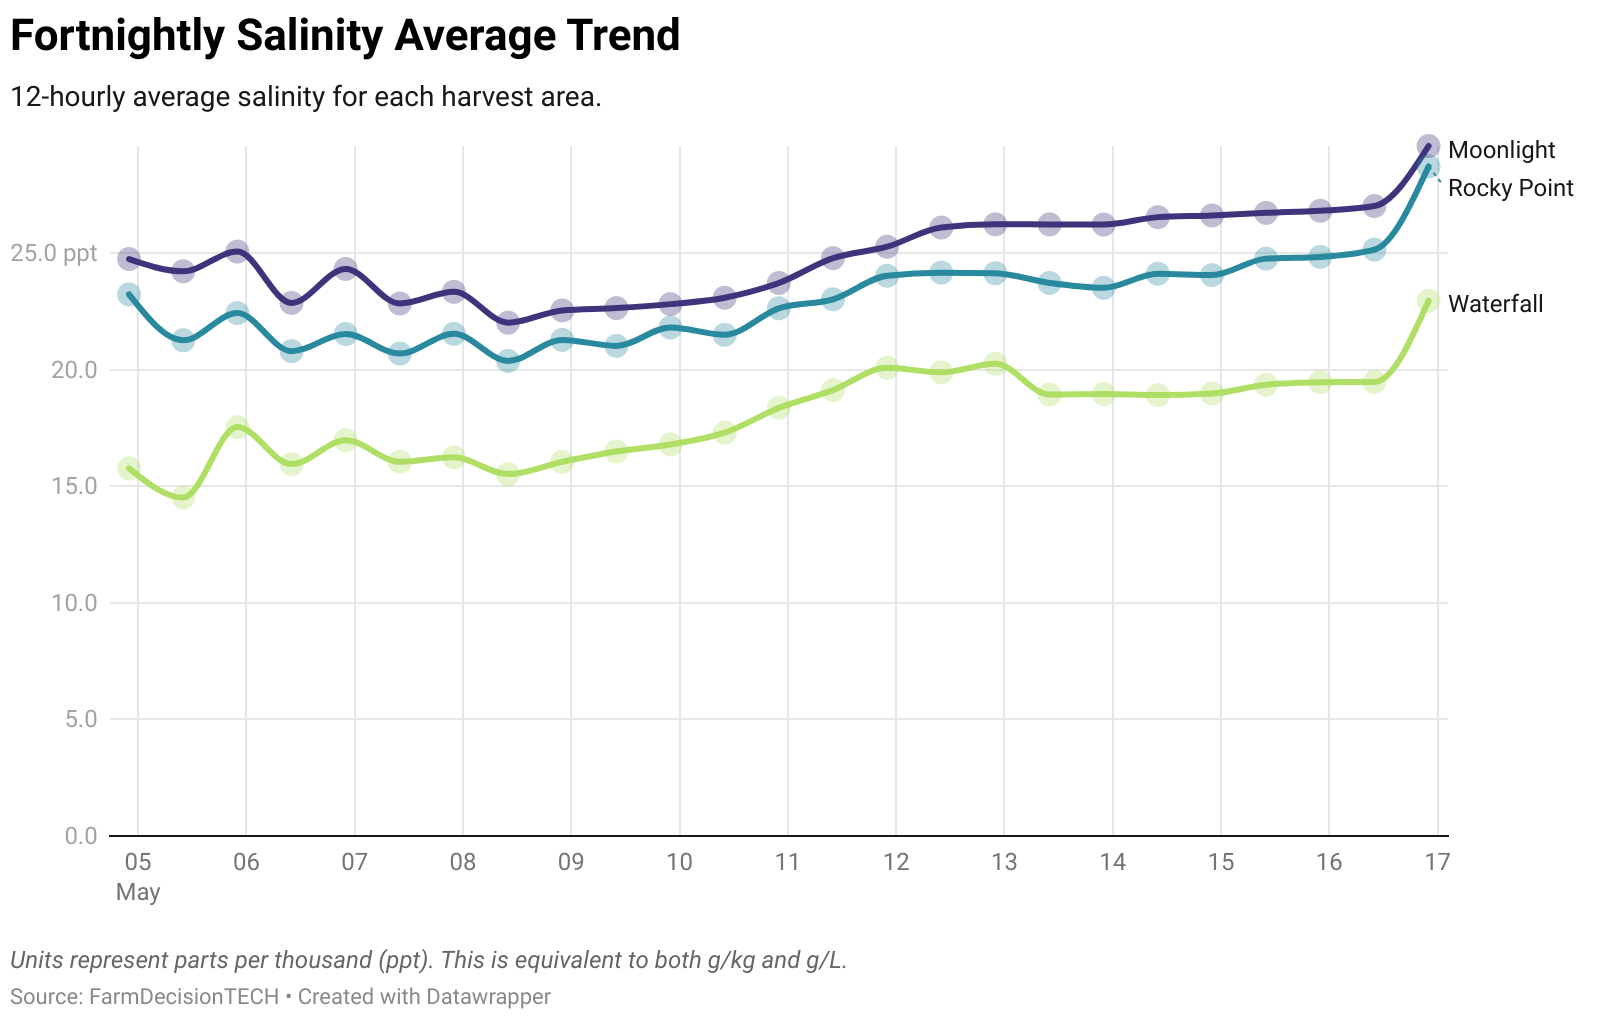 Fortnightly Salinity Average Trend
12-hourly average salinity for each harvest area.
Moonlight
Rocky Point
25.0 ppt
Waterfall
20.0
15.0
10.0
5.0
0.0
05 06 07 08 09 10 11 12 13 14 15 16 17
May
Units represent parts per thousand (ppt). This is equivalent to both g/kg and g/L.
Source: FarmDecisionTECH • Created with Datawrapper